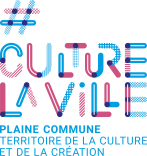 #
CULTURE
LA VILLE
PLAINE COMMUNE
TERRITOIRE DE LA CULTURE
ET DE LA CRÉATION